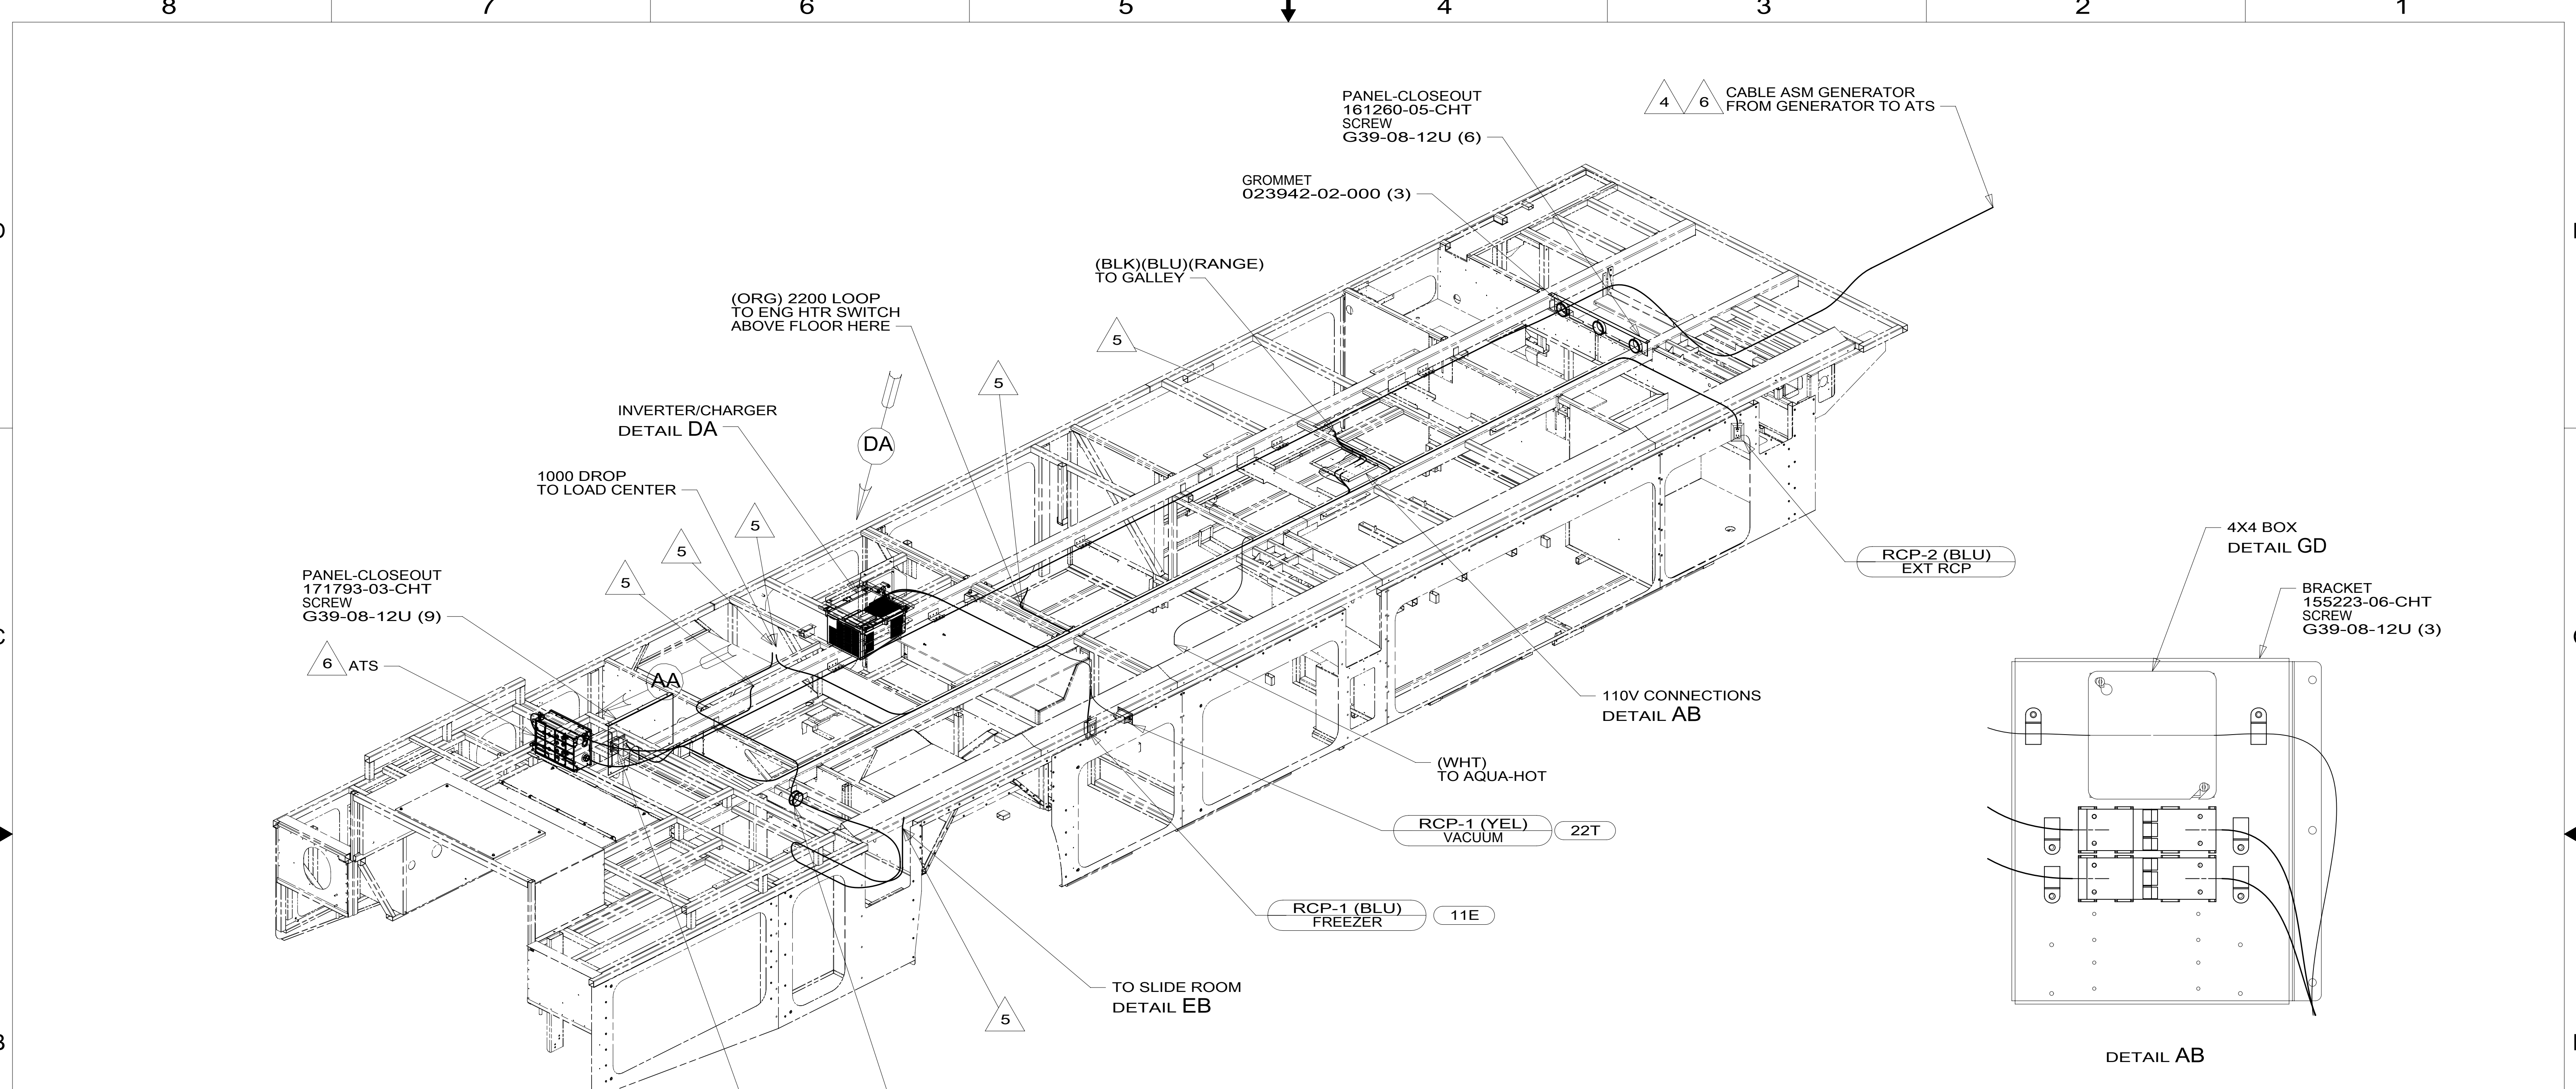 8 7 6 5 4 3 2 1
PANEL-CLOSEOUT
161260-05-CHT
SCREW
G39-08-12U (6)
4 6 CABLE ASM GENERATOR
FROM GENERATOR TO ATS
GROMMET
023942-02-000 (3)
(BLK)(BLU)(RANGE)
TO GALLEY
(ORG) 2200 LOOP
TO ENG HTR SWITCH
ABOVE FLOOR HERE
5
5
INVERTER/CHARGER
DETAIL DA
DA
1000 DROP
TO LOAD CENTER
5
5
5
PANEL-CLOSEOUT
171793-03-CHT
SCREW
G39-08-12U (9)
6 ATS
AA
RCP-2 (BLU)
EXT RCP
4X4 BOX
DETAIL GD
BRACKET
155223-06-CHT
SCREW
G39-08-12U (3)
110V CONNECTIONS
DETAIL AB
(WHT)
TO AQUA-HOT
RCP-1 (YEL)
VACUUM
22T
RCP-1 (BLU)
FREEZER
11E
TO SLIDE ROOM
DETAIL EB
5
DETAIL AB